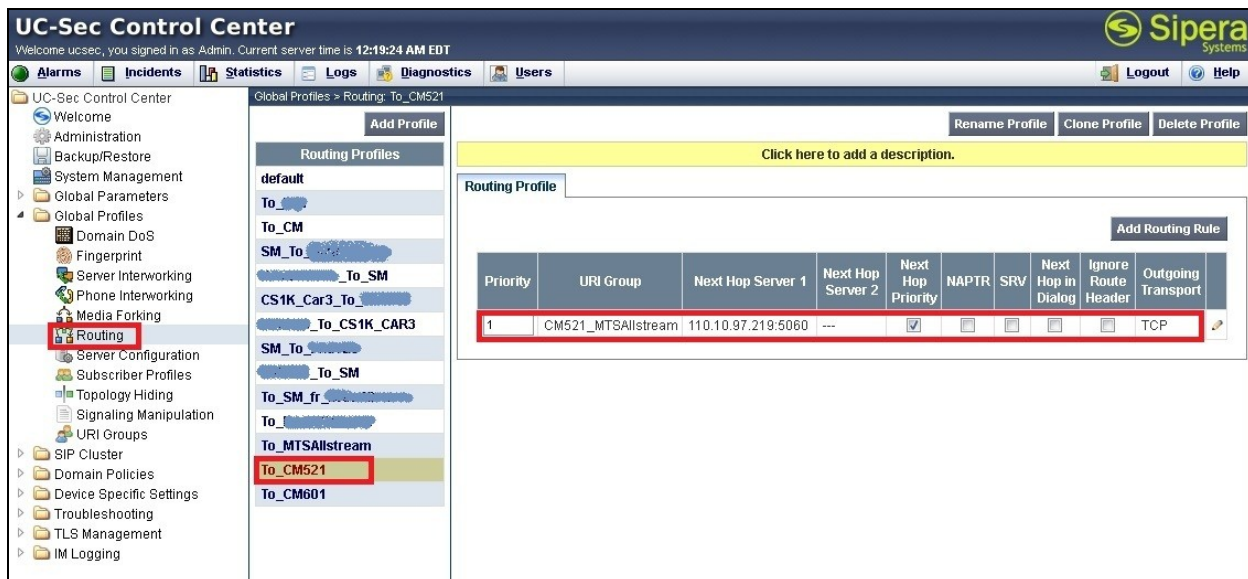 UC-Sec Control Center
Welcome ucsec, you signed in as Admin. Current server time is 12:19:24 AM EDT
Sipera
Systems
Alarms Incidents Statistics Logs Diagnostics Users Logout Help
UC-Sec Control Center
Welcome
Administration
Backup/Restore
System Management
Global Parameters
Global Profiles
Domain DoS
Fingerprint
Server Interworking
Phone Interworking
Media Forking
Routing
Server Configuration
Subscriber Profiles
Topology Hiding
Signaling Manipulation
URI Groups
SIP Cluster
Domain Policies
Device Specific Settings
Troubleshooting
TLS Management
IM Logging
Global Profiles > Routing: To_CM521
Add Profile
Routing Profiles
default
To_
To_CM
SM_To_
_To_SM
CS1K_Car3_To_
_To_CS1K_CAR3
SM_To_
_To_SM
To_SM_fr_
To_
To_MTSAllstream
To_CM521
To_CM601
Rename Profile Clone Profile Delete Profile
Click here to add a description.
Routing Profile
Add Routing Rule
Priority URI Group Next Hop Server 1 Next Hop Server 2 Next Hop Priority NAPTR SRV Next Hop in Dialog Ignore Route Header Outgoing Transport
1 CM521_MTSAllstream 110.10.97.219:5060 --- TCP